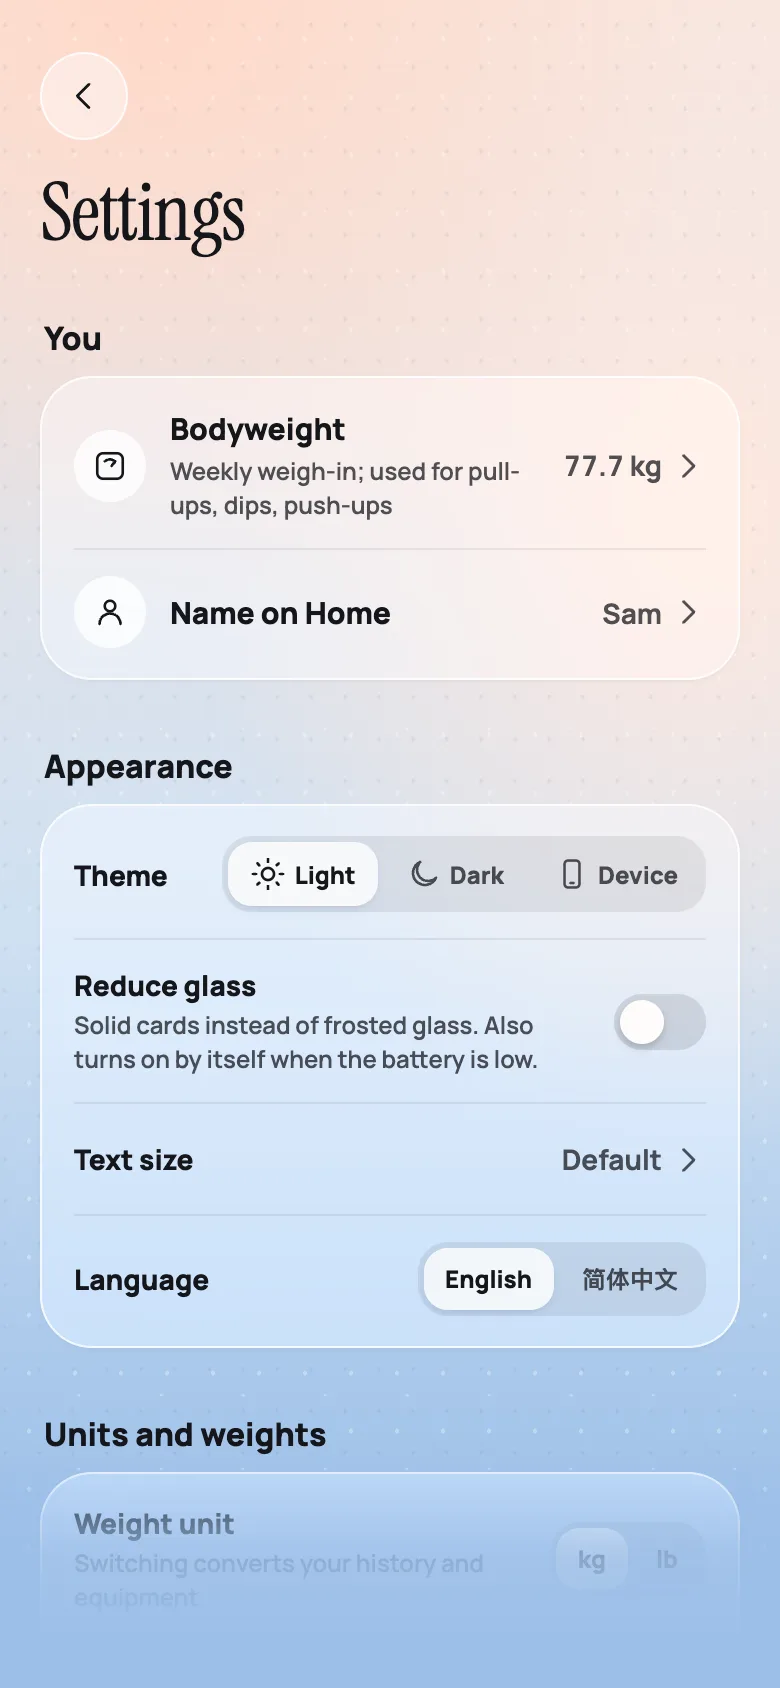 Settings
You
Bodyweight
Weekly weigh-in; used for pull-
ups, dips, push-ups
77.7 kg
Name on Home
Sam
Appearance
Theme
Light
Dark
Device
Reduce glass
Solid cards instead of frosted glass. Also
turns on by itself when the battery is low.
Text size
Default
Language
English
简体中文
Units and weights
Weight unit
Switching converts your history and
equipment.
kg
lb